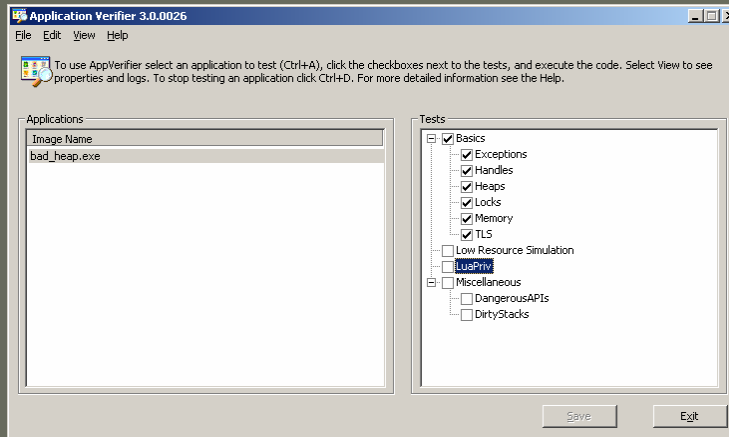 Application Verifier 3.0.0026
File Edit View Help
To use AppVerifier select an application to test (Ctrl+A), click the checkboxes next to the tests, and execute the code. Select View to see
properties and logs. To stop testing an application click Ctrl+D. For more detailed information see the Help.
Applications
Image Name
bad_heap.exe
Tests
Basics
Exceptions
Handles
Heaps
Locks
Memory
TLS
Low Resource Simulation
LuaPriv
Miscellaneous
DangerousAPIs
DirtyStacks
Save Exit